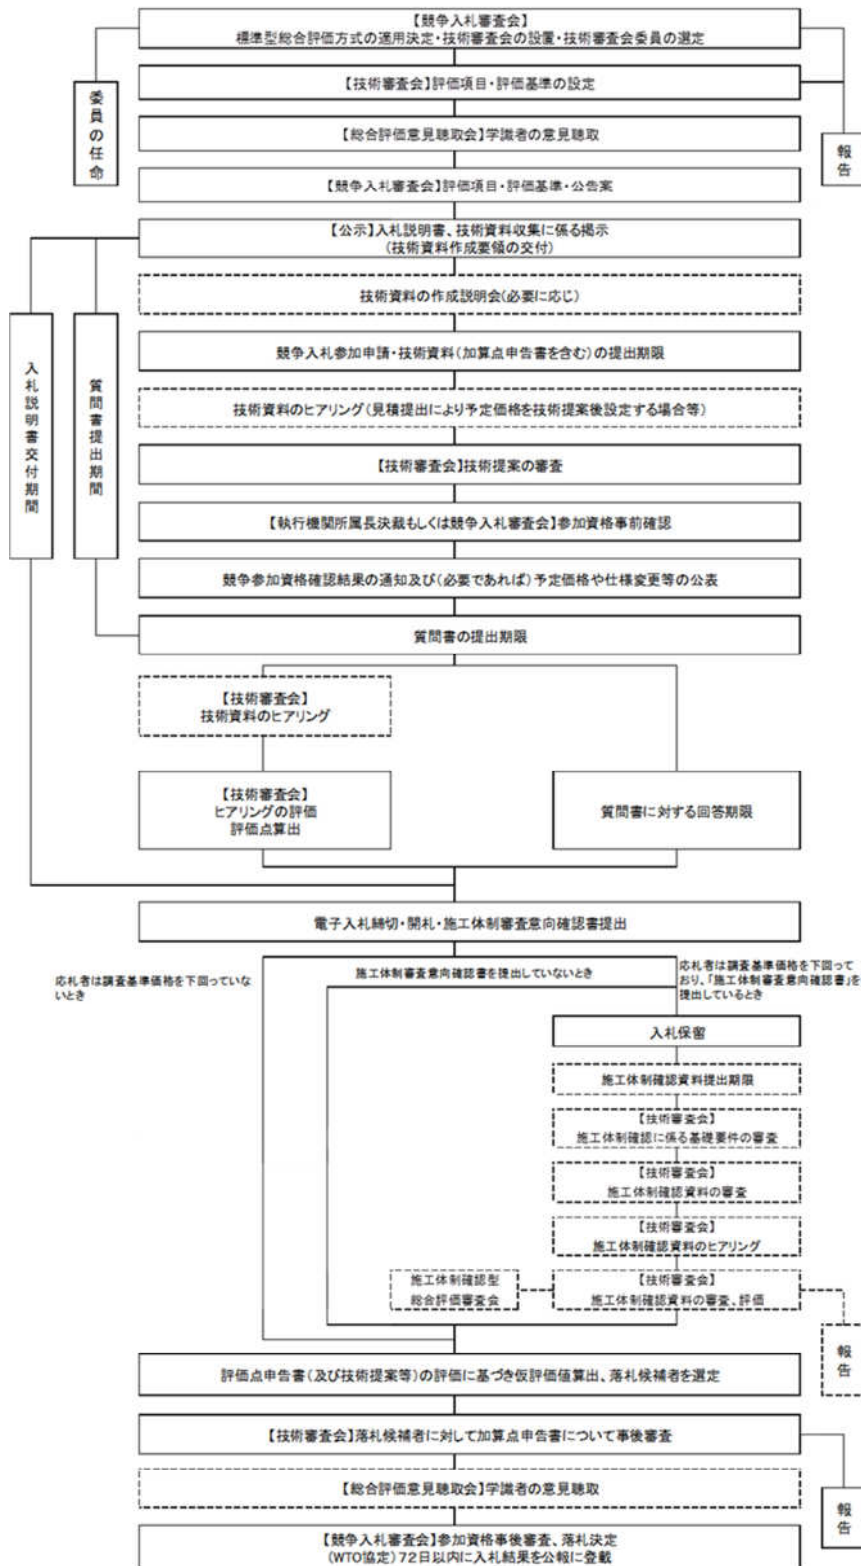 【競争入札審査会】
標準型総合評価方式の適用決定・技術審査会の設置・技術審査会委員の選定
委員の任命
【技術審査会】評価項目・評価基準の設定
【総合評価意見聴取会】学識者の意見聴取
報告
【競争入札審査会】評価項目・評価基準・公告案
【公示】入札説明書、技術資料収集に係る掲示
(技術資料作成要領の交付)
技術資料の作成説明会(必要に応じ)
入札説明書交付期間
質問書提出期間
競争入札参加申請・技術資料(加算点申告書を含む)の提出期限
技術資料のヒアリング(見積提出により予定価格を技術提案後設定する場合等)
【技術審査会】技術提案の審査
【執行機関所属長決裁もしくは競争入札審査会】参加資格事前確認
競争参加資格確認結果の通知及び(必要であれば)予定価格や仕様変更等の公表
質問書の提出期限
【技術審査会】
技術資料のヒアリング
【技術審査会】
ヒアリングの評価
評価点算出
質問書に対する回答期限
電子入札締切・開札・施工体制審査意向確認書提出
応札者は調査基準価格を下回っていな
いとき
施工体制審査意向確認書を提出していないとき
応札者は調査基準価格を下回って
おり、「施工体制審査意向確認書」を
提出しているとき
入札保留
施工体制確認資料提出期限
【技術審査会】
施工体制確認に係る基礎要件の審査
【技術審査会】
施工体制確認資料の審査
【技術審査会】
施工体制確認資料のヒアリング
施工体制確認型
総合評価審査会
【技術審査会】
施工体制確認資料の審査、評価
報告
評価点申告書(及び技術提案等)の評価に基づき仮評価値算出、落札候補者を選定
【技術審査会】落札候補者に対して加算点申告書について事後審査
【総合評価意見聴取会】学識者の意見聴取
報告
【競争入札審査会】参加資格事後審査、落札決定
(WTO協定)72日以内に入札結果を公報に登載